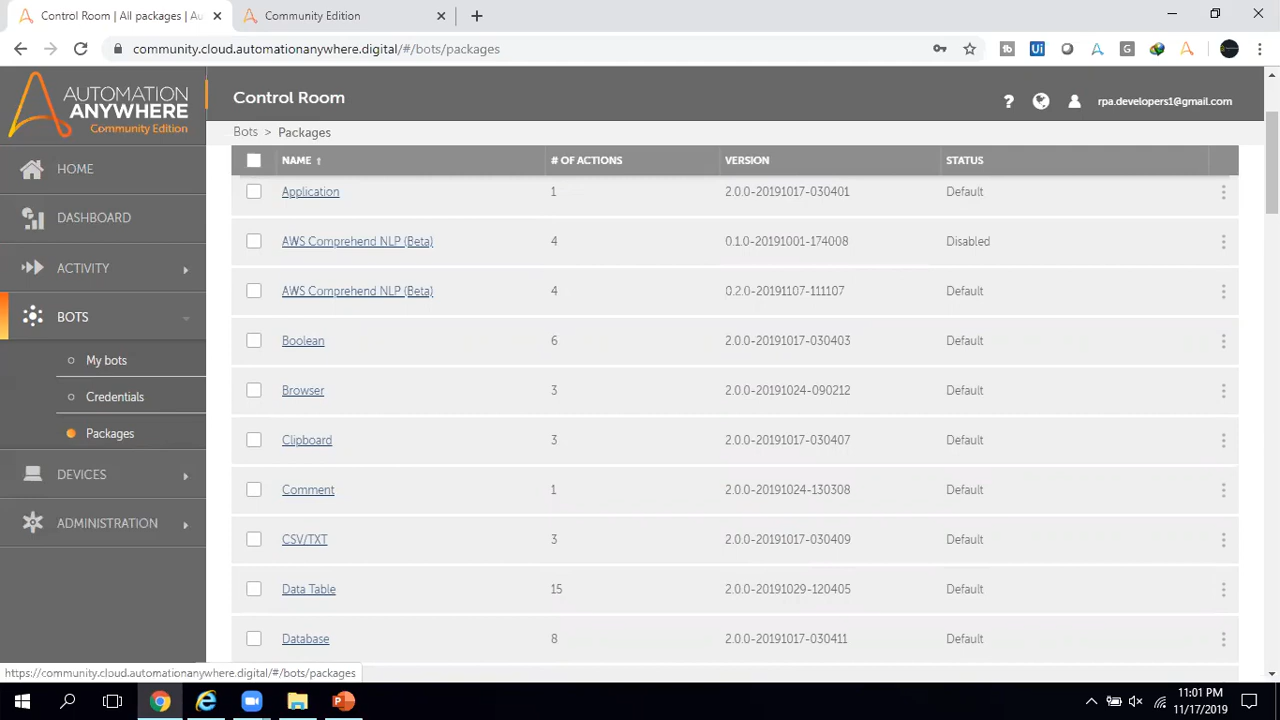 Control Room | All packages | Au
Community Edition
community.cloud.automationanywhere.digital/#/bots/packages
AUTOMATION
ANYWHERE
Community Edition
Control Room
rpa.developers1@gmail.com
Bots > Packages
HOME
DASHBOARD
ACTIVITY
BOTS
My bots
Credentials
Packages
DEVICES
ADMINISTRATION
NAME ↑ # OF ACTIONS VERSION STATUS
Application 1 2.0.0-20191017-030401 Default
AWS Comprehend NLP (Beta) 4 0.1.0-20191001-174008 Disabled
AWS Comprehend NLP (Beta) 4 0.2.0-20191107-111107 Default
Boolean 6 2.0.0-20191017-030403 Default
Browser 3 2.0.0-20191024-090212 Default
Clipboard 3 2.0.0-20191017-030407 Default
Comment 1 2.0.0-20191024-130308 Default
CSV/TXT 3 2.0.0-20191017-030409 Default
Data Table 15 2.0.0-20191029-120405 Default
Database 8 2.0.0-20191017-030411 Default
https://community.cloud.automationanywhere.digital/#/bots/packages
11:01 PM
11/17/2019